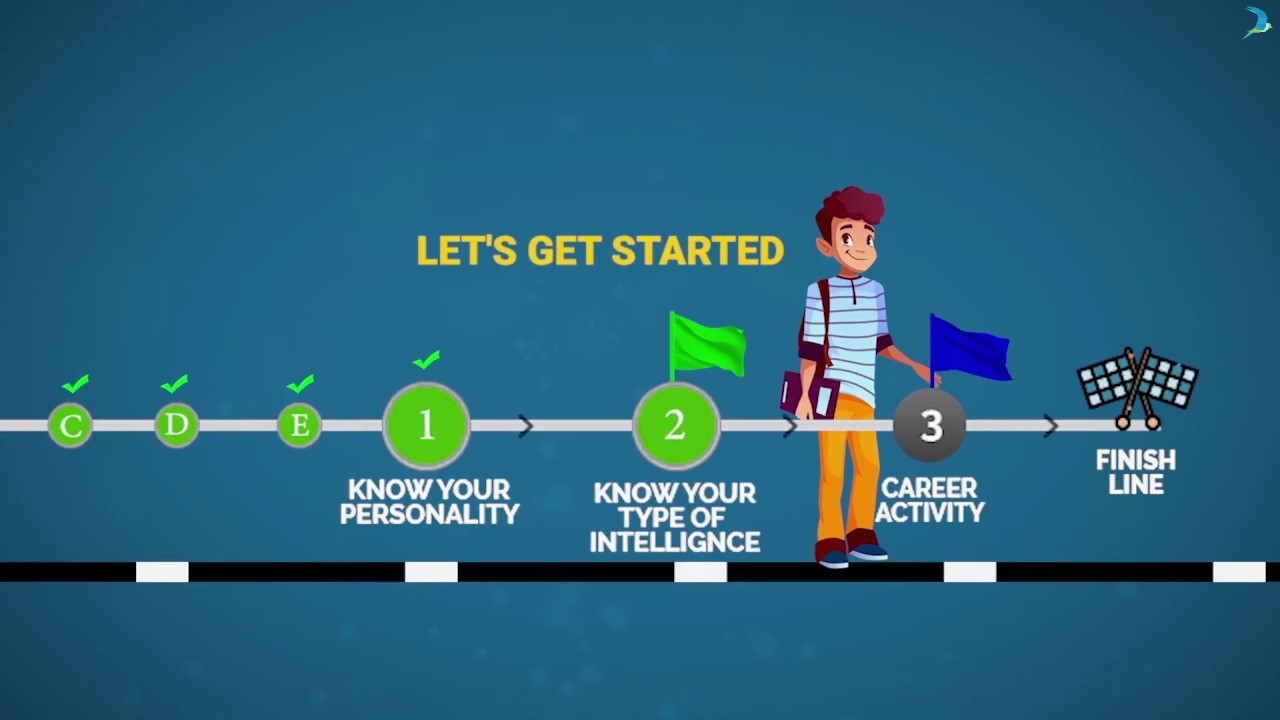 LET'S GET STARTED
C
D
E
1
2
3
KNOW YOUR
PERSONALITY
KNOW YOUR
TYPE OF
INTELLIGNCE
CAREER
ACTIVITY
FINISH
LINE